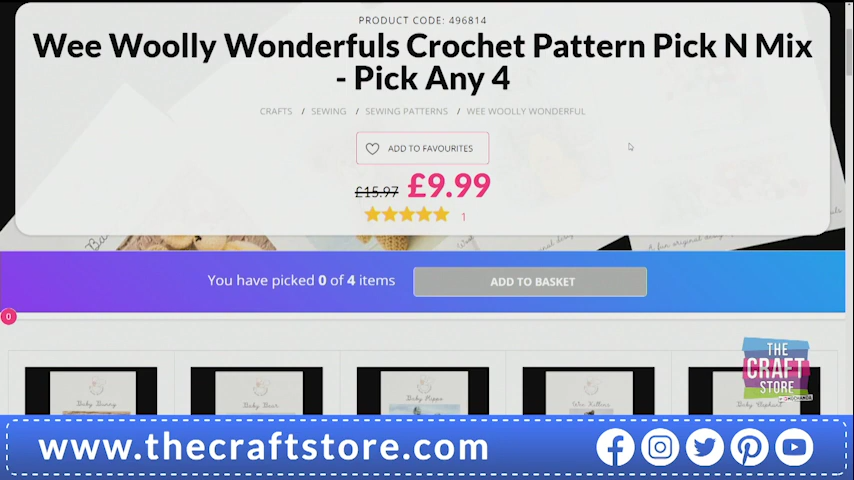 PRODUCT CODE: 496814
Wee Woolly Wonderfuls Crochet Pattern Pick N Mix
- Pick Any 4
CRAFTS / SEWING / SEWING PATTERNS / WEE WOOLLY WONDERFUL
ADD TO FAVOURITES
£15.97 £9.99
1
You have picked 0 of 4 items
ADD TO BASKET
0
THE
CRAFT
STORE
Baby Bunny
Baby Bear
Baby Hippo
Baby Elephant
www.thecraftstore.com